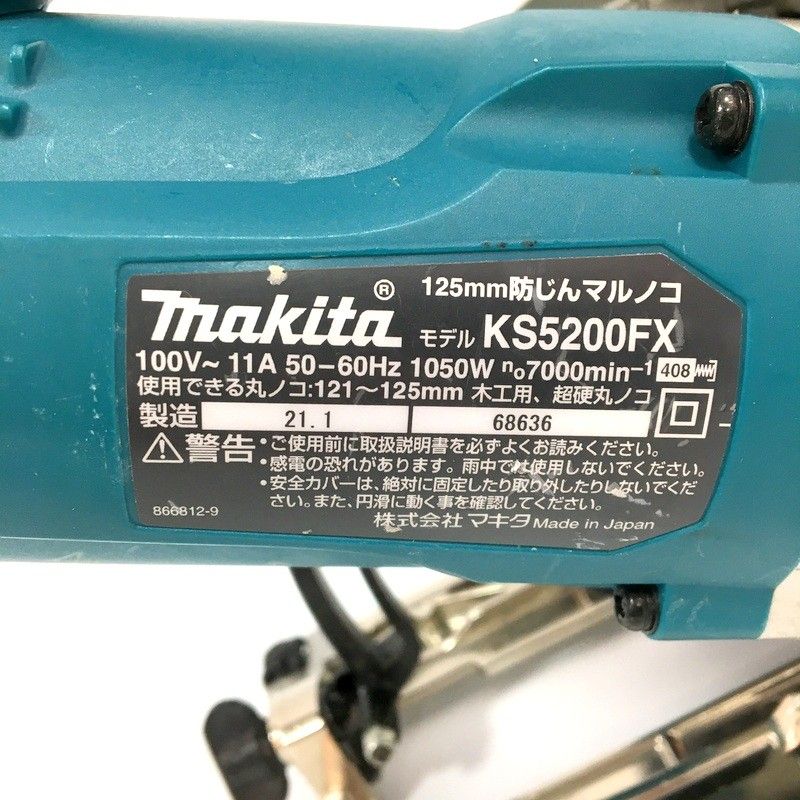 makita®
125mm防じんマルノコ
モデル KS5200FX
100V~ 11A 50-60Hz 1050W no7000min-1 408
使用できる丸ノコ:121~125mm 木工用、超硬丸ノコ
製造 21.1 68636
⚠警告 •ご使用前に取扱説明書を必ずよくお読みください。
•感電の恐れがあります。雨中では使用しないでください。
•安全カバーは、絶対に固定したり取り外したりしないでくだ
さい。また、円滑に動く事を確認してください。
866812-9 株式会社 マキタ Made in Japan